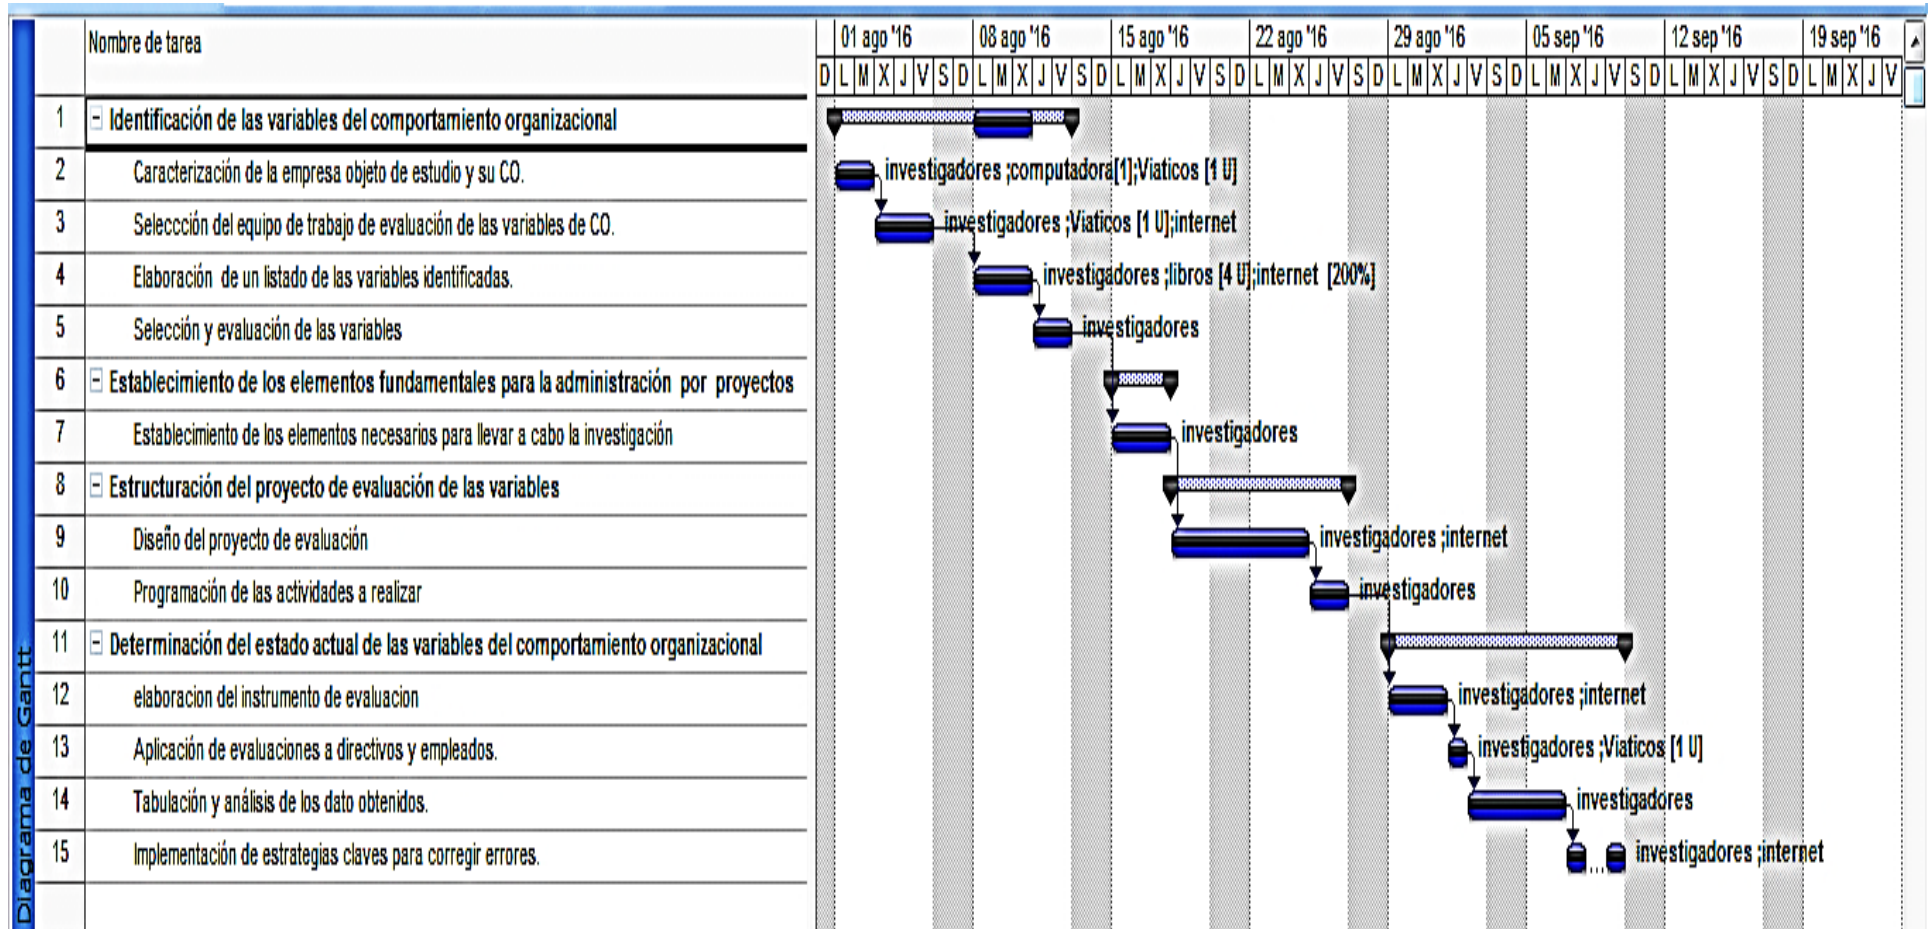 Diagrama de Gantt
Nombre de tarea
01 ago '16 08 ago '16 15 ago '16 22 ago '16 29 ago '16 05 sep '16 12 sep '16 19 sep '16
D L M X J V S D L M X J V S D L M X J V S D L M X J V S D L M X J V S D L M X J V S D L M X J V S D L M X J V
1 Identificación de las variables del comportamiento organizacional
2 Caracterización de la empresa objeto de estudio y su CO. investigadores ;computadora[1];Viaticos [1 U]
3 Seleccción del equipo de trabajo de evaluación de las variables de CO. investigadores ;Viaticos [1 U];internet
4 Elaboración de un listado de las variables identificadas. investigadores ;libros [4 U];internet [200%]
5 Selección y evaluación de las variables investigadores
6 Establecimiento de los elementos fundamentales para la administración por proyectos
7 Establecimiento de los elementos necesarios para llevar a cabo la investigación investigadores
8 Estructuración del proyecto de evaluación de las variables
9 Diseño del proyecto de evaluación investigadores ;internet
10 Programación de las actividades a realizar investigadores
11 Determinación del estado actual de las variables del comportamiento organizacional
12 elaboracion del instrumento de evaluacion investigadores ;internet
13 Aplicación de evaluaciones a directivos y empleados. investigadores ;Viaticos [1 U]
14 Tabulación y análisis de los dato obtenidos. investigadores
15 Implementación de estrategias claves para corregir errores. investigadores ;internet